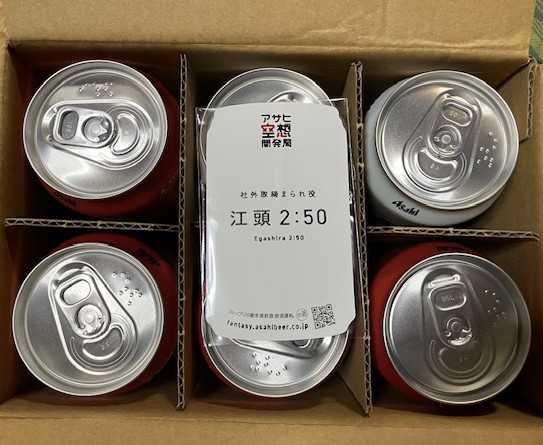 アサヒ
空想
開発局
社外取締まられ役
江頭 2:50
Egashira 2:50
fantasy.asahibeer.co.jp
Asahi